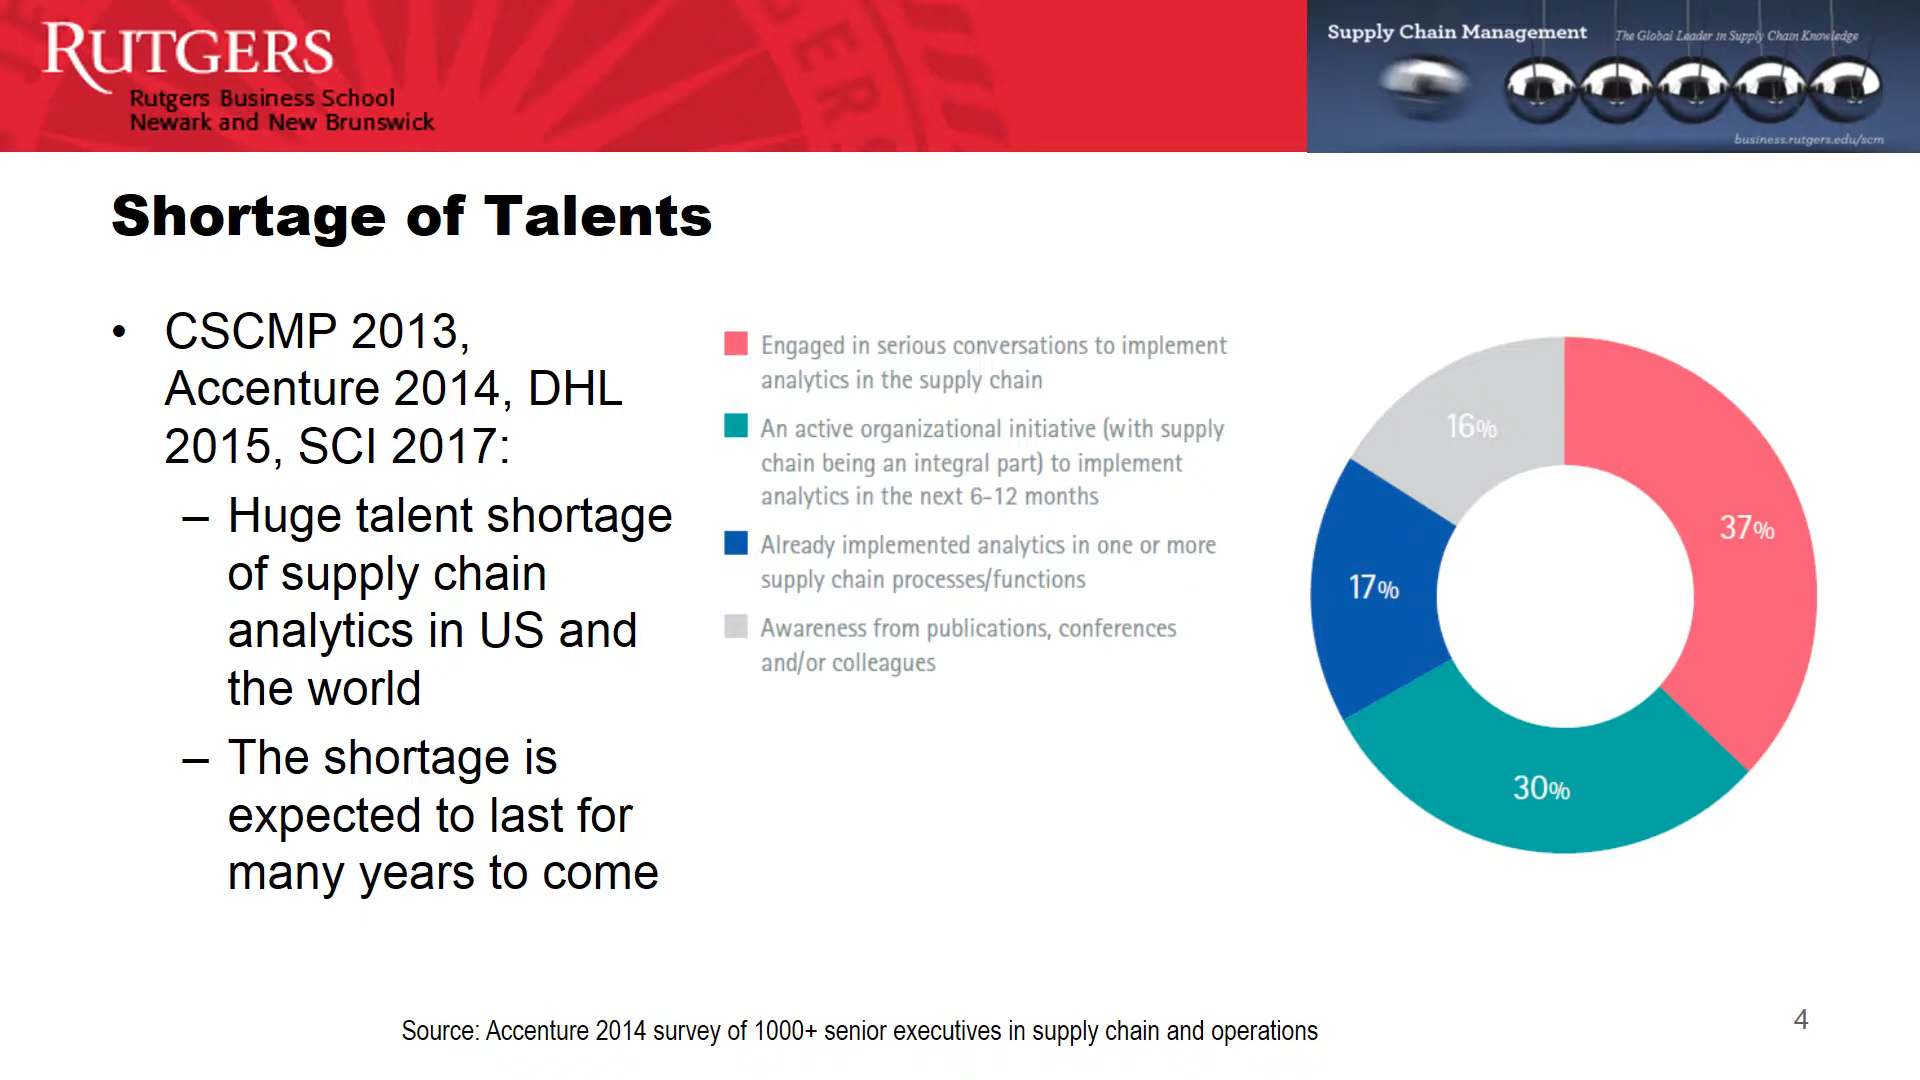 RUTGERS
Rutgers Business School
Newark and New Brunswick
Supply Chain Management
The Global Leader in Supply Chain Knowledge
business.rutgers.edu/scm
Shortage of Talents
• CSCMP 2013,
Accenture 2014, DHL
2015, SCI 2017:
– Huge talent shortage
of supply chain
analytics in US and
the world
– The shortage is
expected to last for
many years to come
Engaged in serious conversations to implement
analytics in the supply chain
An active organizational initiative (with supply
chain being an integral part) to implement
analytics in the next 6-12 months
Already implemented analytics in one or more
supply chain processes/functions
Awareness from publications, conferences
and/or colleagues
16%
37%
17%
30%
Source: Accenture 2014 survey of 1000+ senior executives in supply chain and operations
4